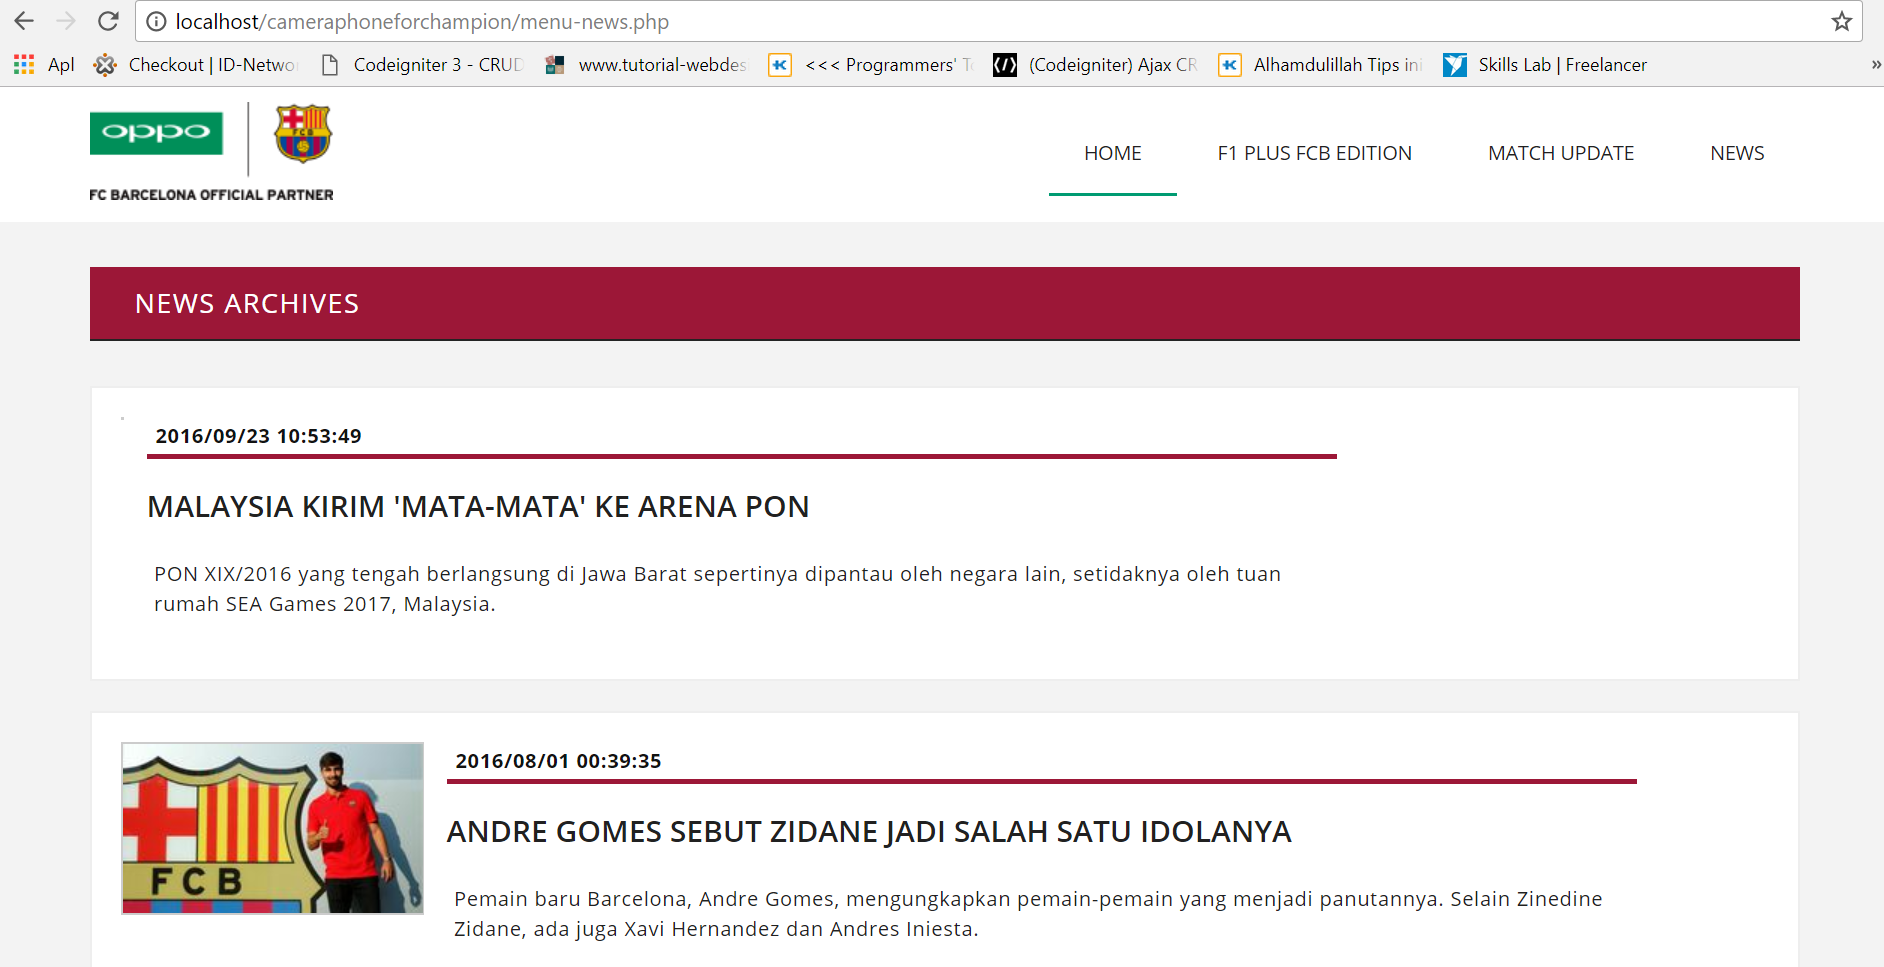 localhost/cameraphoneforchampion/menu-news.php
Apl
Checkout | ID-Networ
Codeigniter 3 - CRUD
www.tutorial-webdes
<<< Programmers' To
(Codeigniter) Ajax CR
Alhamdulillah Tips ini
Skills Lab | Freelancer
»
oppo
FCB
FC BARCELONA OFFICIAL PARTNER
HOME
F1 PLUS FCB EDITION
MATCH UPDATE
NEWS
NEWS ARCHIVES
2016/09/23 10:53:49
MALAYSIA KIRIM 'MATA-MATA' KE ARENA PON
PON XIX/2016 yang tengah berlangsung di Jawa Barat sepertinya dipantau oleh negara lain, setidaknya oleh tuan
rumah SEA Games 2017, Malaysia.
FCB
2016/08/01 00:39:35
ANDRE GOMES SEBUT ZIDANE JADI SALAH SATU IDOLANYA
Pemain baru Barcelona, Andre Gomes, mengungkapkan pemain-pemain yang menjadi panutannya. Selain Zinedine
Zidane, ada juga Xavi Hernandez dan Andres Iniesta.